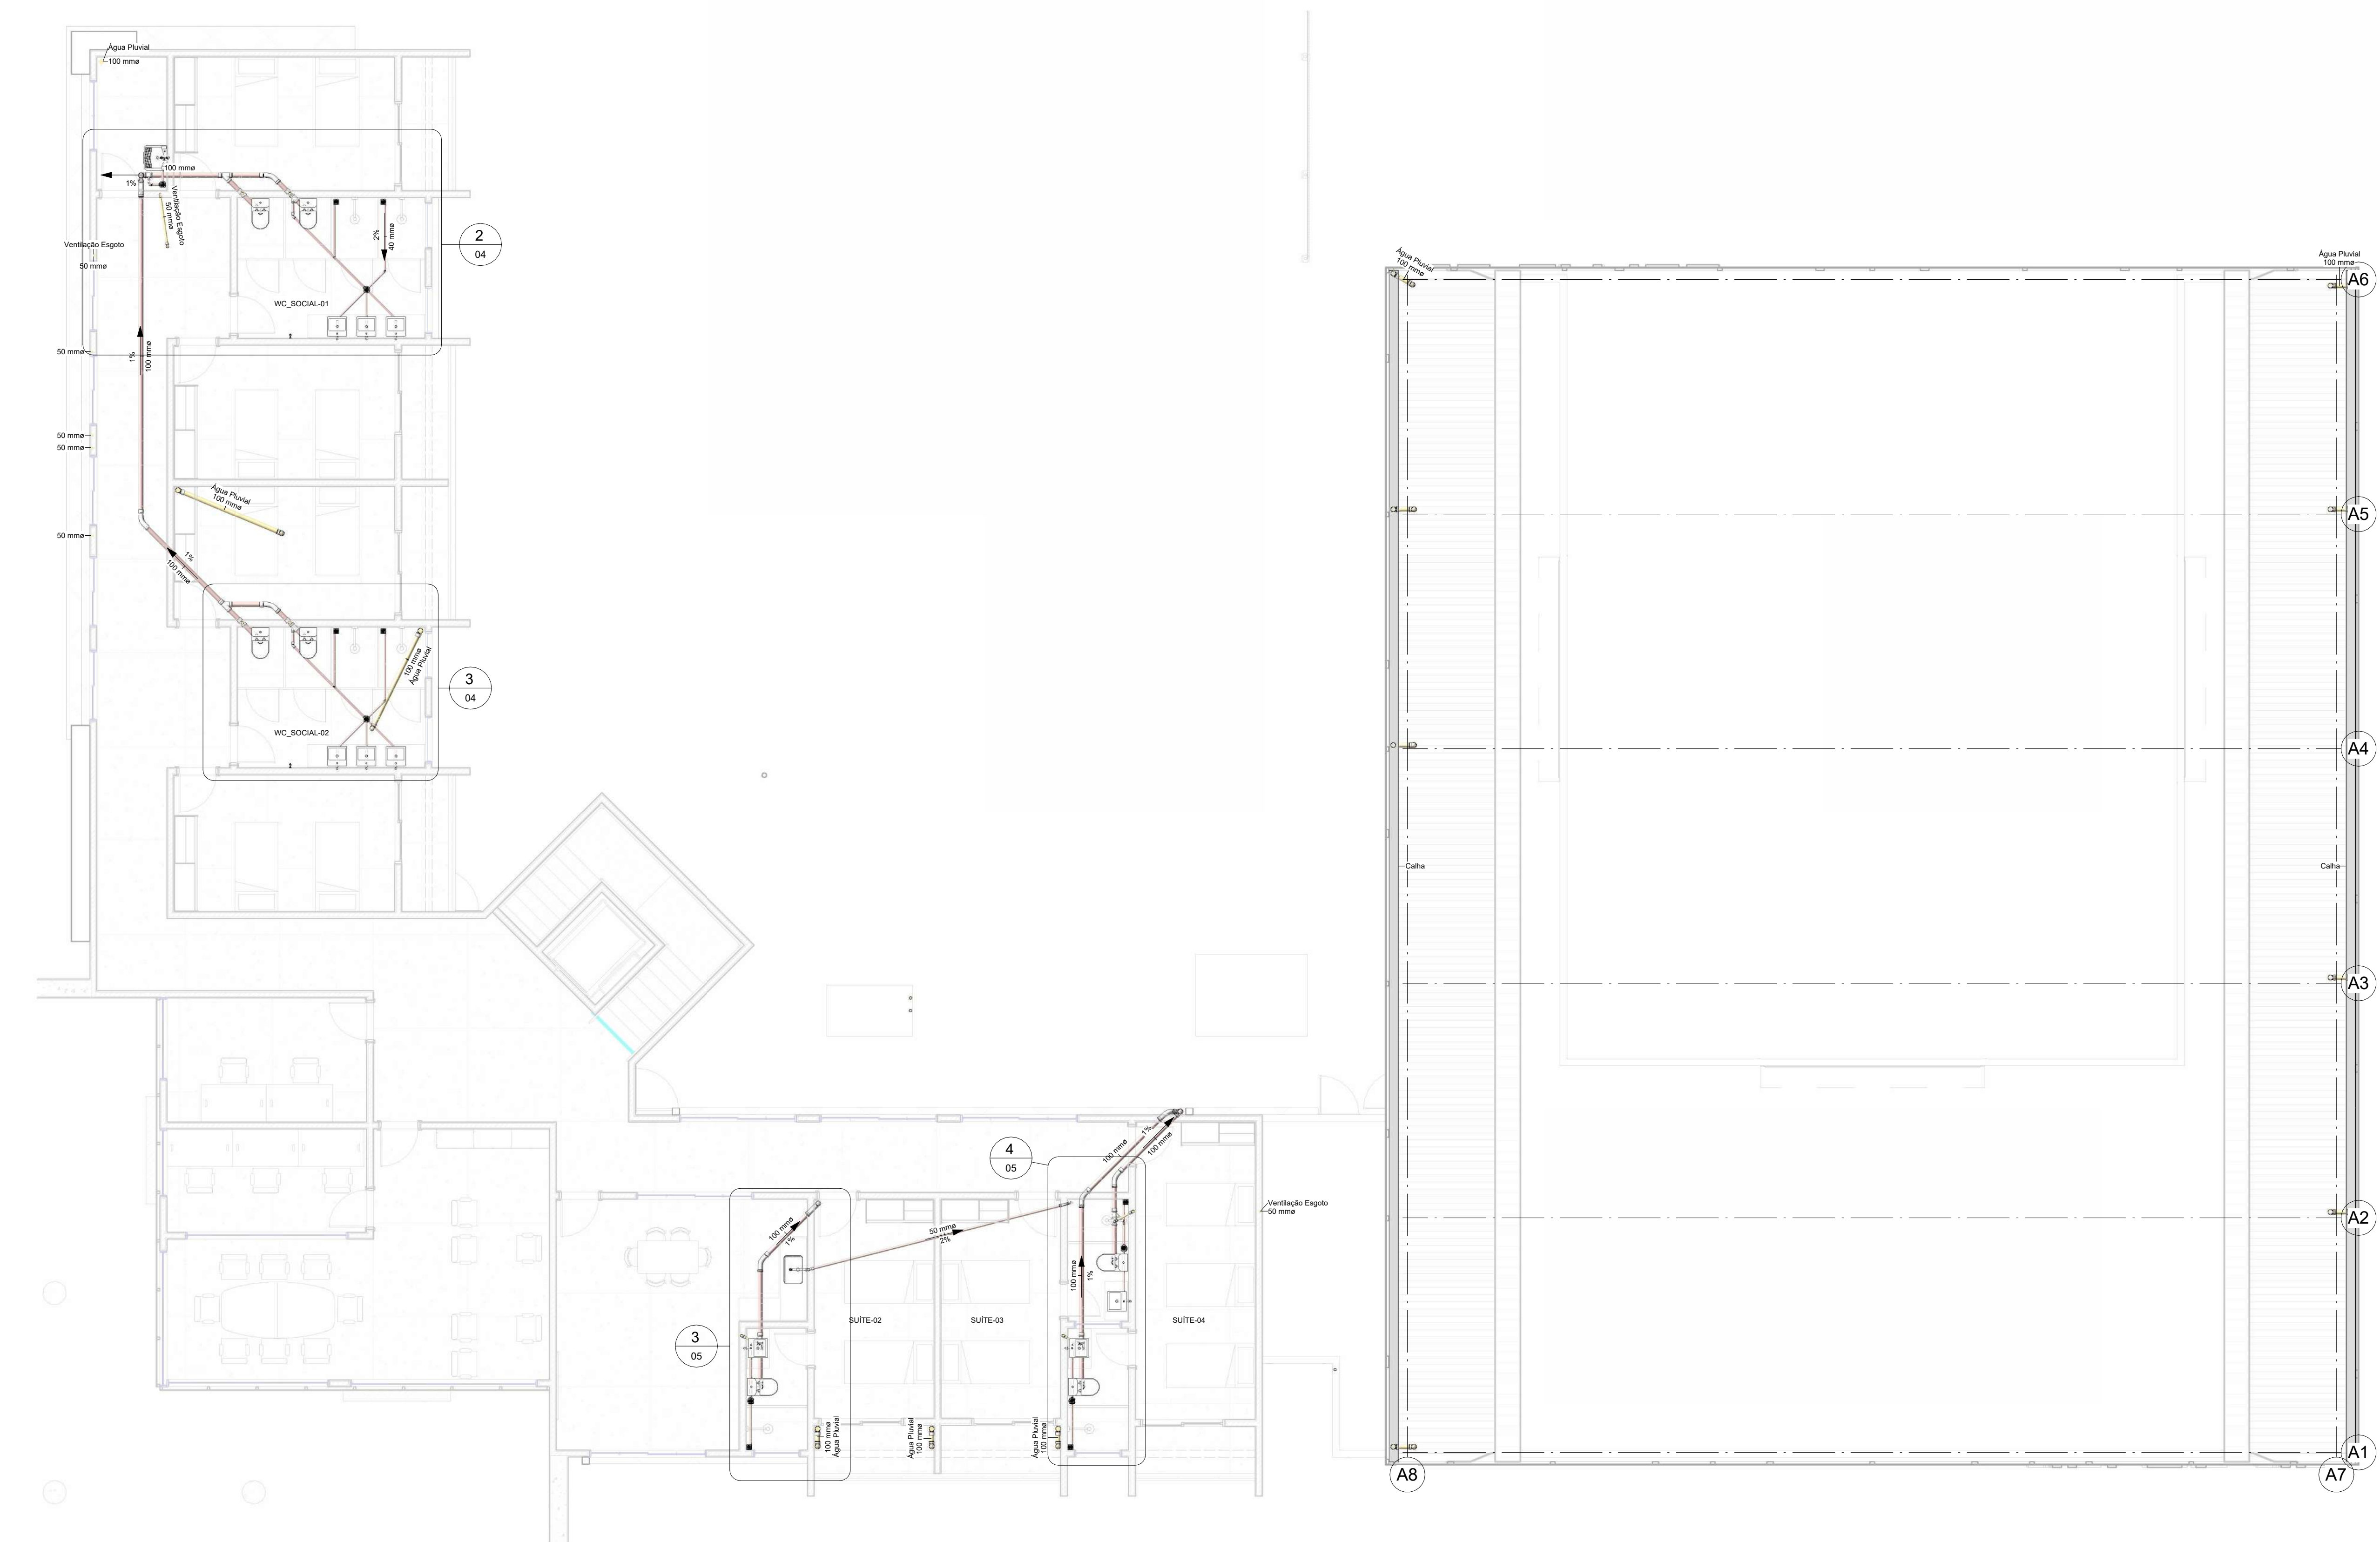 Água Pluvial
100 mmø
100 mmø
1%
Ventilação Esgoto
50 mmø
Ventilação Esgoto
50 mmø
2%
40 mmø
2
04
WC_SOCIAL-01
50 mmø
1%
100 mmø
50 mmø
50 mmø
Água Pluvial
100 mmø
50 mmø
1%
100 mmø
100 mmø
Água Pluvial
3
04
WC_SOCIAL-02
Água Pluvial
100 mmø
Água Pluvial
100 mmø
A6
A5
A4
Calha
Calha
A3
A2
A1
A8
A7
4
05
100 mmø
1%
100 mmø
Ventilação Esgoto
50 mmø
100 mmø
1%
50 mmø
2%
100 mmø
1%
SUÍTE-02
SUÍTE-03
SUÍTE-04
3
05
100 mmø
Água Pluvial
Água Pluvial
100 mmø
Água Pluvial
100 mmø